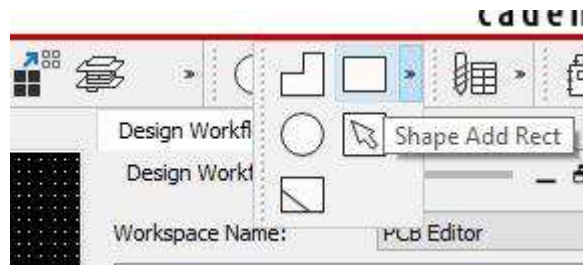 Design Workfl
Shape Add Rect
Design Workf
Workspace Name:
PCB Editor